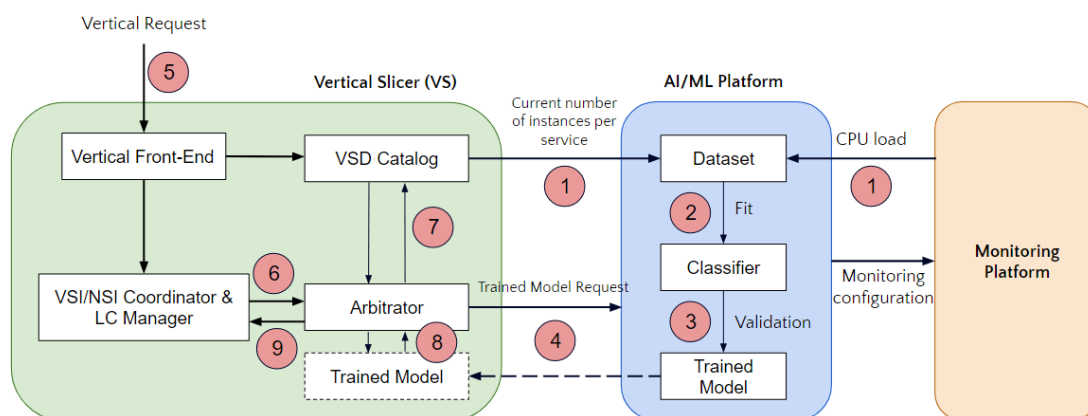 Vertical Request
5
Vertical Slicer (VS)
AI/ML Platform
Current number
of instances per
service
CPU load
Vertical Front-End
VSD Catalog
Dataset
1
1
2
Fit
7
Monitoring
Platform
6
Classifier
VSI/NSI Coordinator &
LC Manager
Arbitrator
Trained Model Request
Monitoring
configuration
3
Validation
9
8
4
Trained Model
Trained
Model